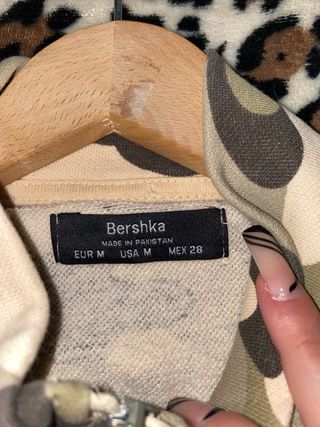 Bershka
MADE IN PAKISTAN
EUR M USA M MEX 28